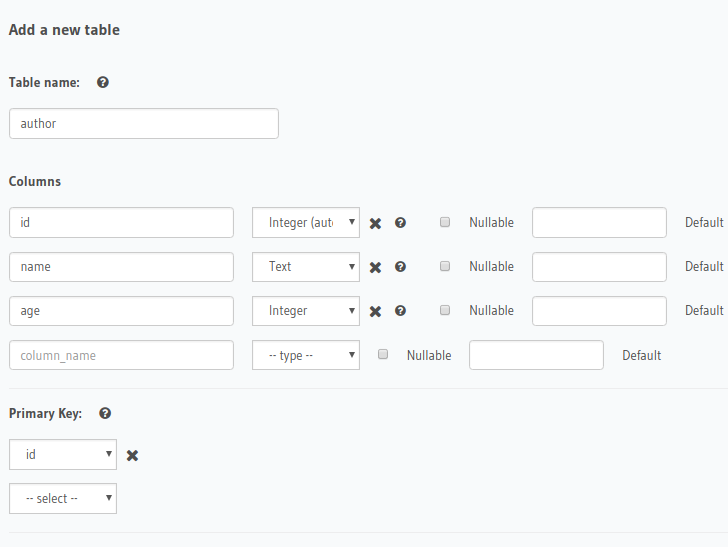 Add a new table
Table name:
author
Columns
id Integer (aut Nullable Default
name Text Nullable Default
age Integer Nullable Default
column_name -- type -- Nullable Default
Primary Key:
id
-- select --